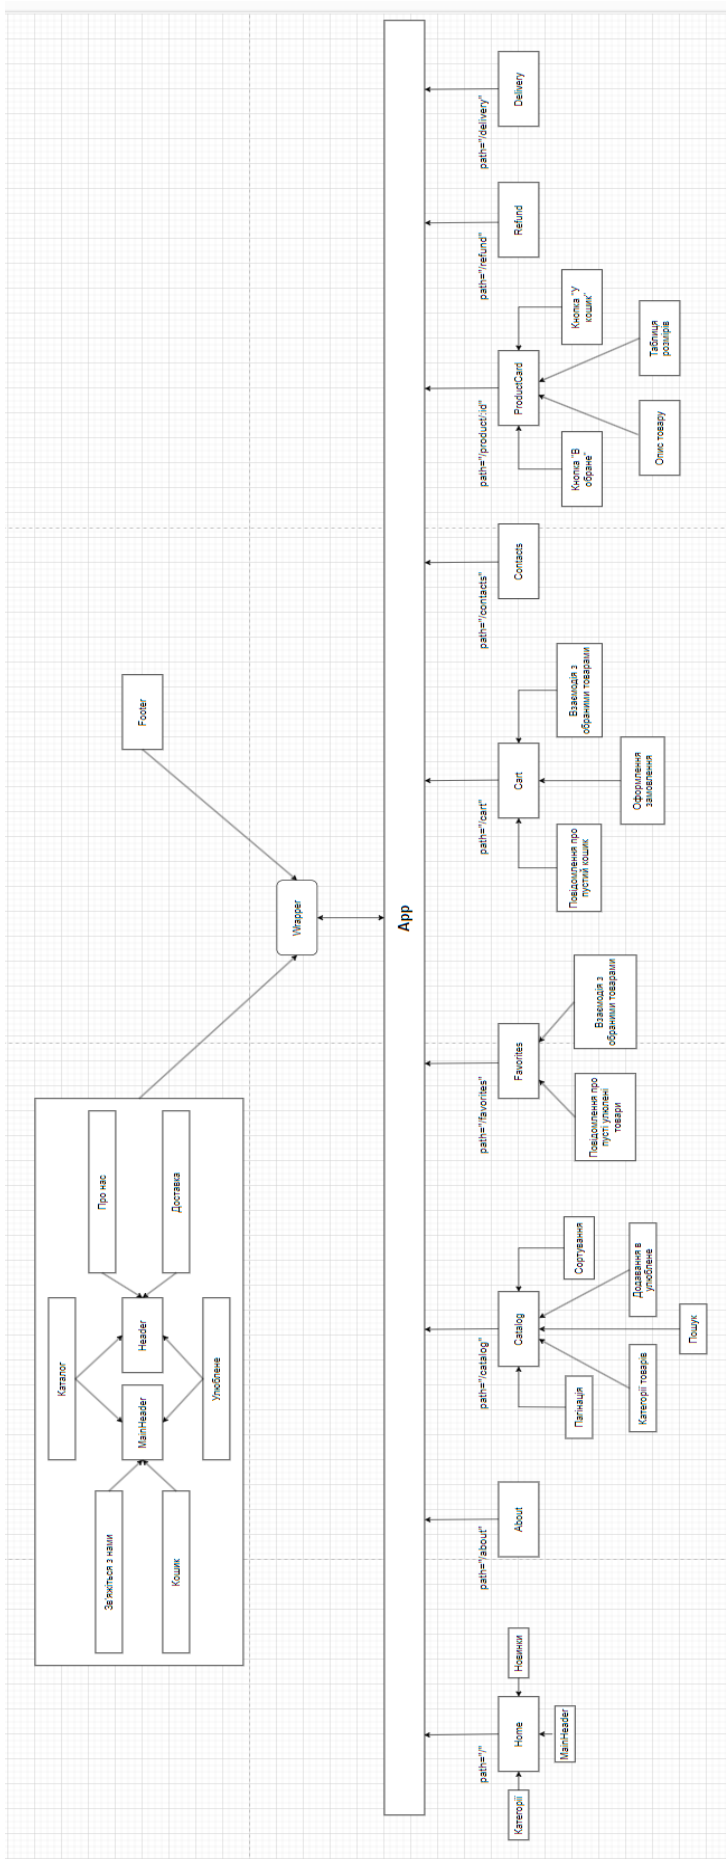 Каталог
Зв'яжіться з нами
Про нас
MainHeader
Header
Кошик
Доставка
Улюблене
Footer
Wrapper
App
path="/"
path="/about"
path="/catalog"
path="/favorites"
path="/cart"
path="/contacts"
path="/product/:id"
path="/refund"
path="/delivery"
Категорії
Home
Новинки
MainHeader
About
Catalog
Пагінація
Сортування
Категорії товарів
Додавання в
улюблене
Пошук
Favorites
Повідомлення про
пусті улюлені
товари
Взаємодія з
обраними товарами
Cart
Повідомлення про
пустий кошик
Взаємодія з
обраними товарами
Оформлення
замовлення
Contacts
ProductCard
Кнопка "В
обране"
Кнопка "У
кошик"
Опис товару
Таблиця
розмірів
Refund
Delivery